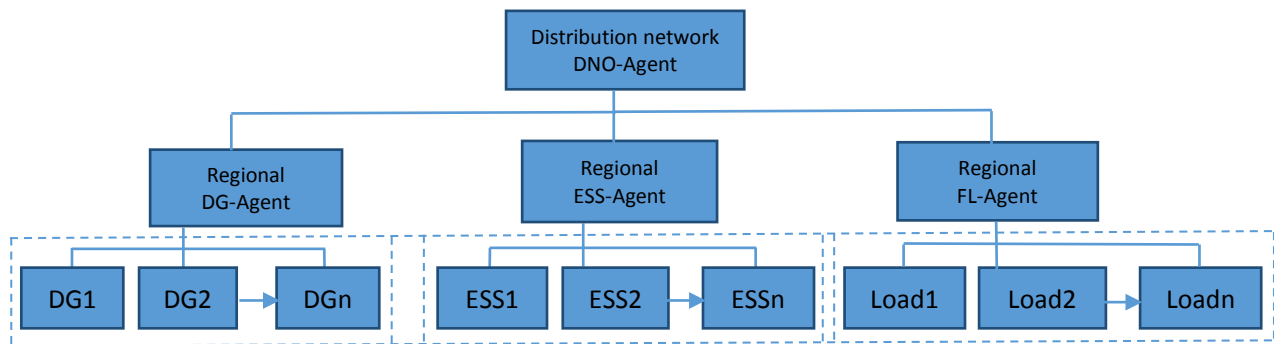 Distribution network
DNO-Agent
Regional
DG-Agent
Regional
ESS-Agent
Regional
FL-Agent
DG1
DG2
DGn
ESS1
ESS2
ESSn
Load1
Load2
Loadn